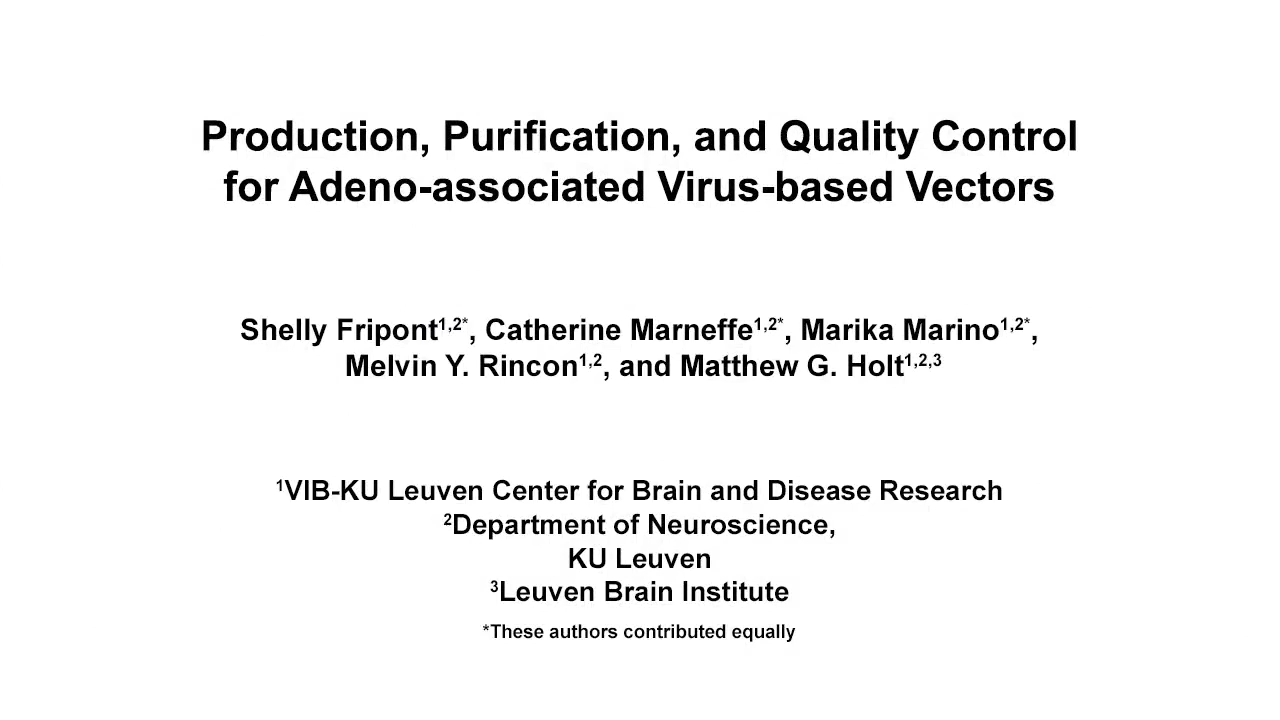 Production, Purification, and Quality Control
for Adeno-associated Virus-based Vectors
Shelly Fripont1,2*, Catherine Marneffe1,2*, Marika Marino1,2*,
Melvin Y. Rincon1,2, and Matthew G. Holt1,2,3
1VIB-KU Leuven Center for Brain and Disease Research
2Department of Neuroscience,
KU Leuven
3Leuven Brain Institute
*These authors contributed equally